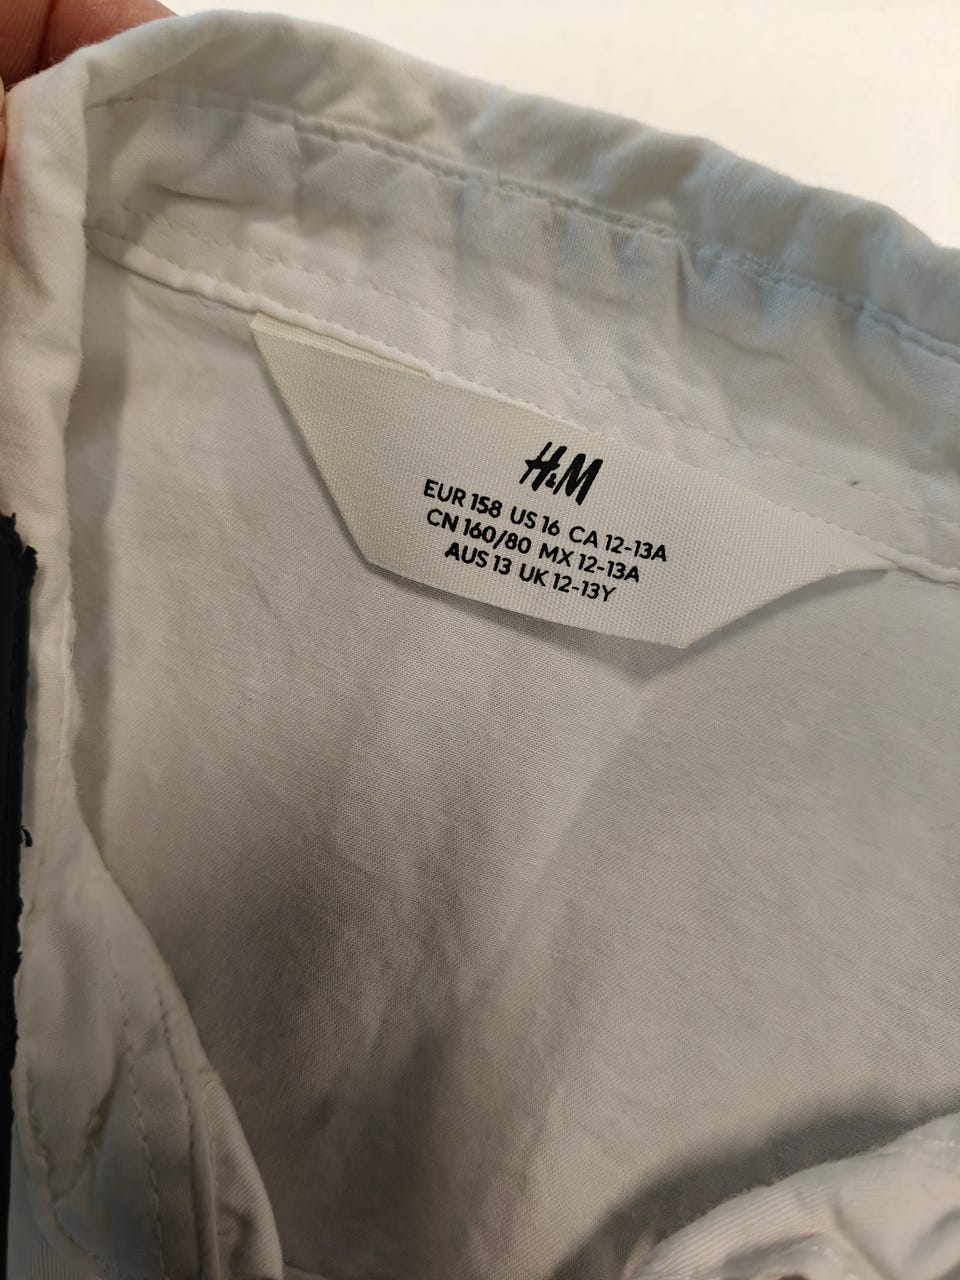 H&M
EUR 158 US 16 CA 12-13A
CN 160/80 MX 12-13A
AUS 13 UK 12-13Y